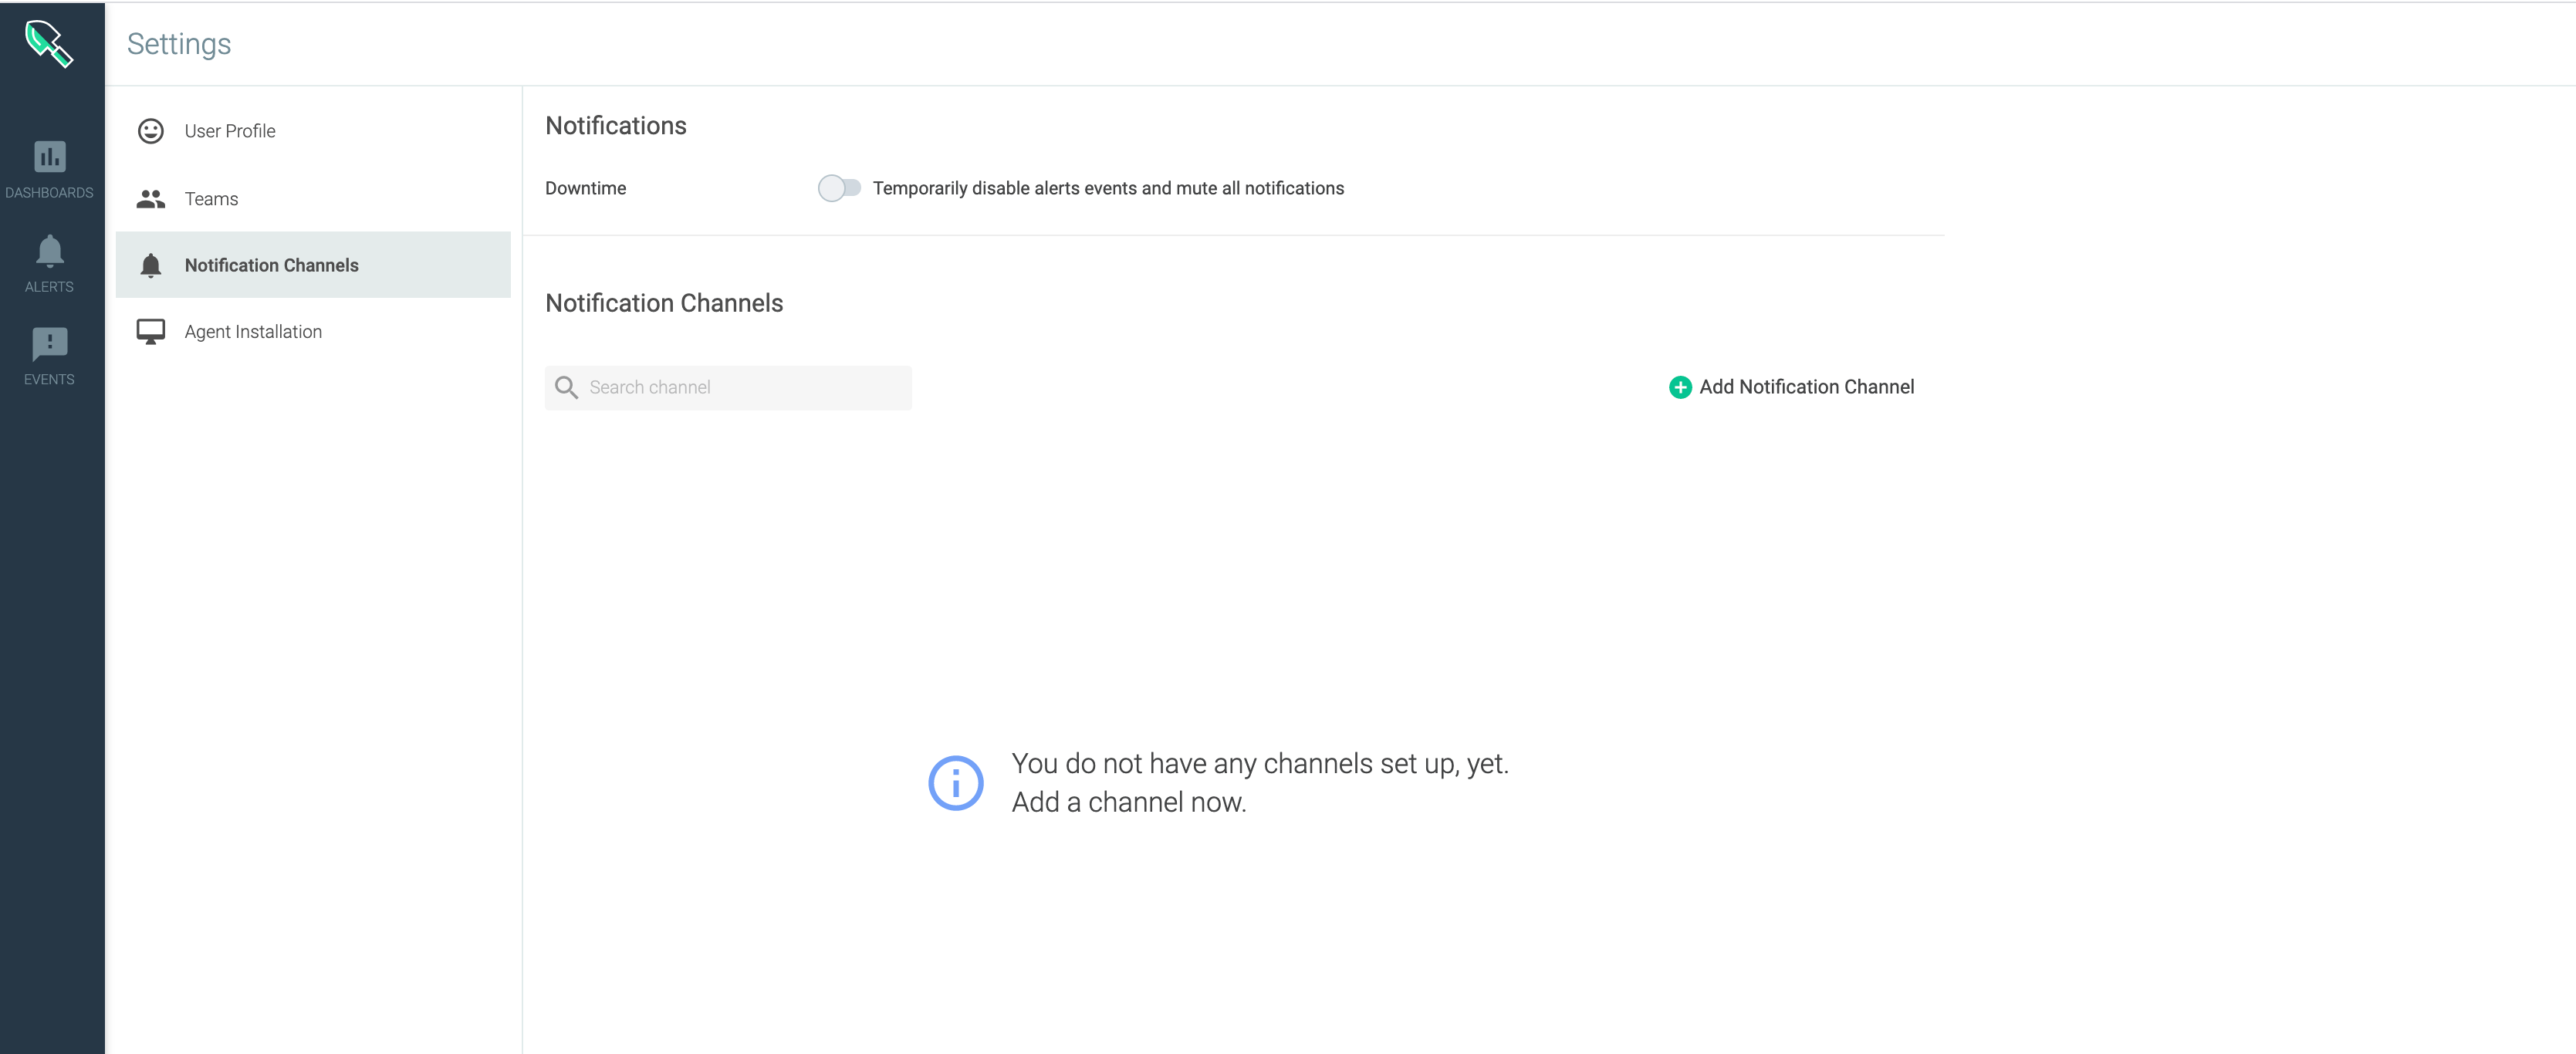 Settings
DASHBOARDS
ALERTS
EVENTS
User Profile
Teams
Notification Channels
Agent Installation
Notifications
Downtime
Temporarily disable alerts events and mute all notifications
Notification Channels
Search channel
Add Notification Channel
You do not have any channels set up, yet.
Add a channel now.